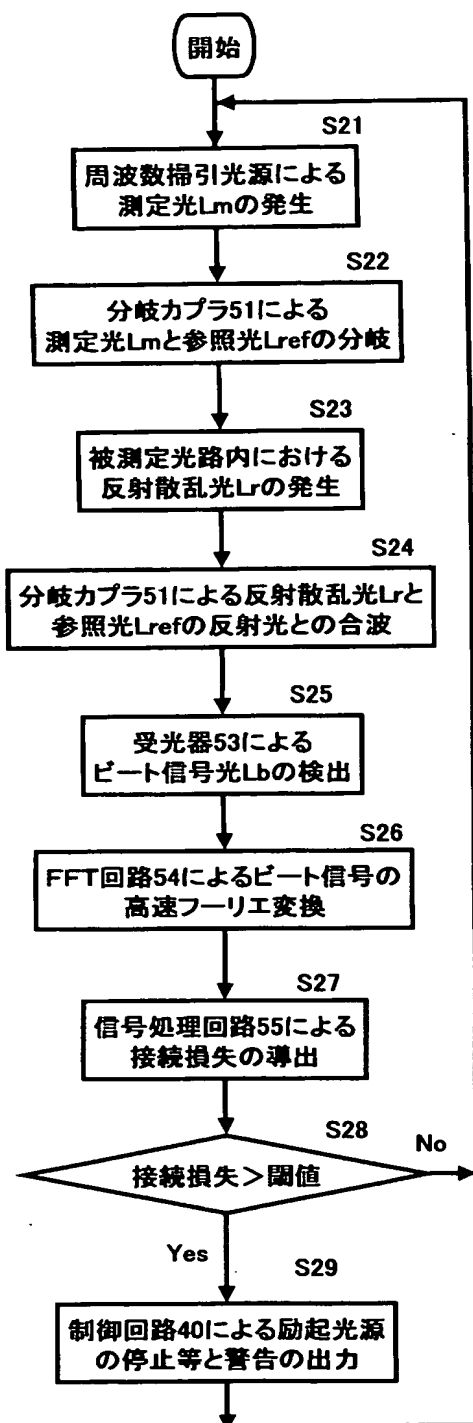 開始
S21
周波数掃引光源による
測定光Lmの発生
S22
分岐カプラ51による
測定光Lmと参照光Lrefの分岐
S23
被測定光路内における
反射散乱光Lrの発生
S24
分岐カプラ51による反射散乱光Lrと
参照光Lrefの反射光との合波
S25
受光器53による
ビート信号光Lbの検出
S26
FFT回路54によるビート信号の
高速フーリエ変換
S27
信号処理回路55による
接続損失の導出
S28
No
接続損失＞閾値
Yes
S29
制御回路40による励起光源
の停止等と警告の出力